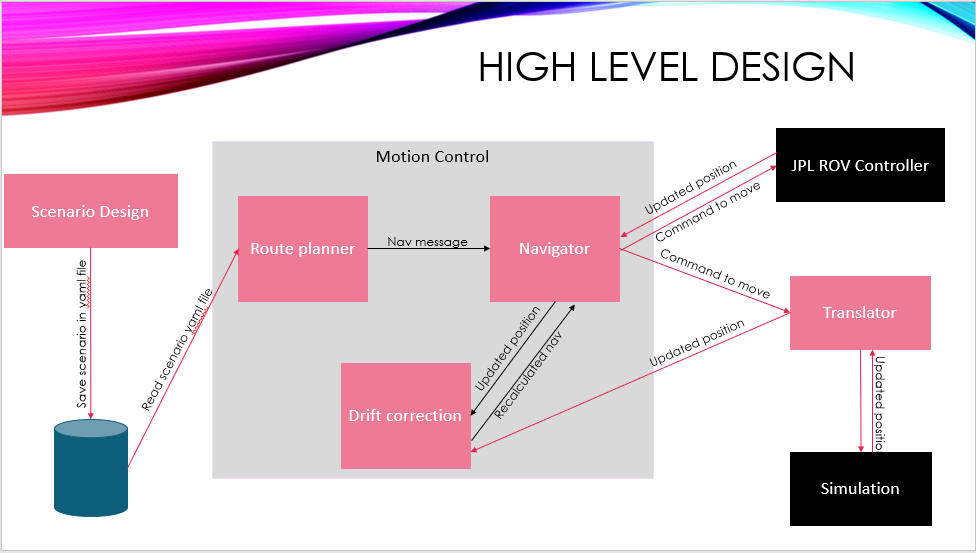 HIGH LEVEL DESIGN
Motion Control
JPL ROV Controller
Scenario Design
Route planner
Nav message
Navigator
Updated position
Command to move
Command to move
Translator
Save scenario in yaml file
Read scenario yaml file
Updated position
Recalculated nav
Updated position
Drift correction
Updated positio
Simulation